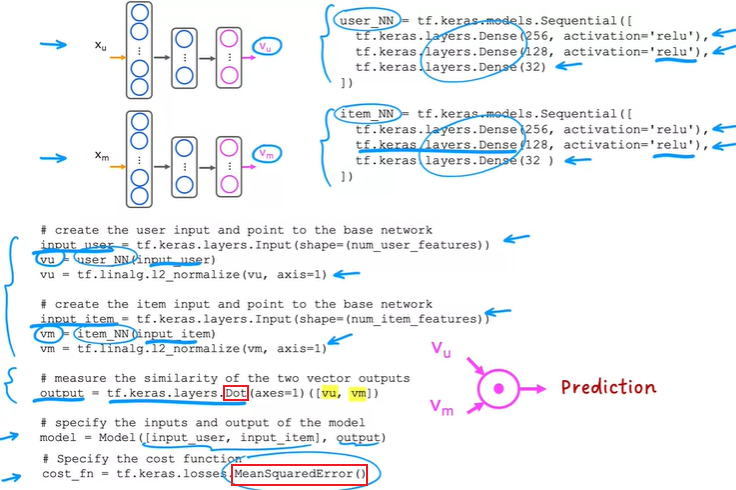 x_u
v_u
user_NN = tf.keras.models.Sequential([
tf.keras.layers.Dense(256, activation='relu'),
tf.keras.layers.Dense(128, activation='relu'),
tf.keras.layers.Dense(32)
])
x_m
v_m
item_NN = tf.keras.models.Sequential([
tf.keras.layers.Dense(256, activation='relu'),
tf.keras.layers.Dense(128, activation='relu'),
tf.keras.layers.Dense(32 )
])
# create the user input and point to the base network
input_user = tf.keras.layers.Input(shape=(num_user_features))
vu = user_NN(input_user)
vu = tf.linalg.l2_normalize(vu, axis=1)
# create the item input and point to the base network
input_item = tf.keras.layers.Input(shape=(num_item_features))
vm = item_NN(input_item)
vm = tf.linalg.l2_normalize(vm, axis=1)
# measure the similarity of the two vector outputs
output = tf.keras.layers.Dot(axes=1)([vu, vm])
# specify the inputs and output of the model
model = Model([input_user, input_item], output)
# Specify the cost function
cost_fn = tf.keras.losses.MeanSquaredError()
v_u
v_m
Prediction